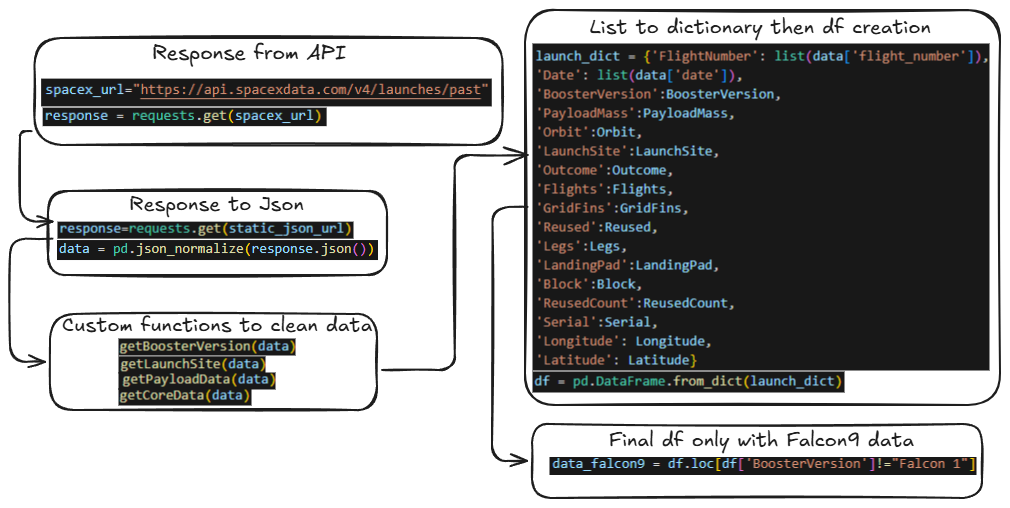 Response from API
spacex_url="https://api.spacexdata.com/v4/launches/past"
response = requests.get(spacex_url)
Response to Json
response=requests.get(static_json_url)
data = pd.json_normalize(response.json())
Custom functions to clean data
getBoosterVersion(data)
getLaunchSite(data)
getPayloadData(data)
getCoreData(data)
List to dictionary then df creation
launch_dict = {'FlightNumber': list(data['flight_number']),
'Date': list(data['date']),
'BoosterVersion':BoosterVersion,
'PayloadMass':PayloadMass,
'Orbit':Orbit,
'LaunchSite':LaunchSite,
'Outcome':Outcome,
'Flights':Flights,
'GridFins':GridFins,
'Reused':Reused,
'Legs':Legs,
'LandingPad':LandingPad,
'Block':Block,
'ReusedCount':ReusedCount,
'Serial':Serial,
'Longitude': Longitude,
'Latitude': Latitude}
df = pd.DataFrame.from_dict(launch_dict)
Final df only with Falcon9 data
data_falcon9 = df.loc[df['BoosterVersion']!="Falcon 1"]